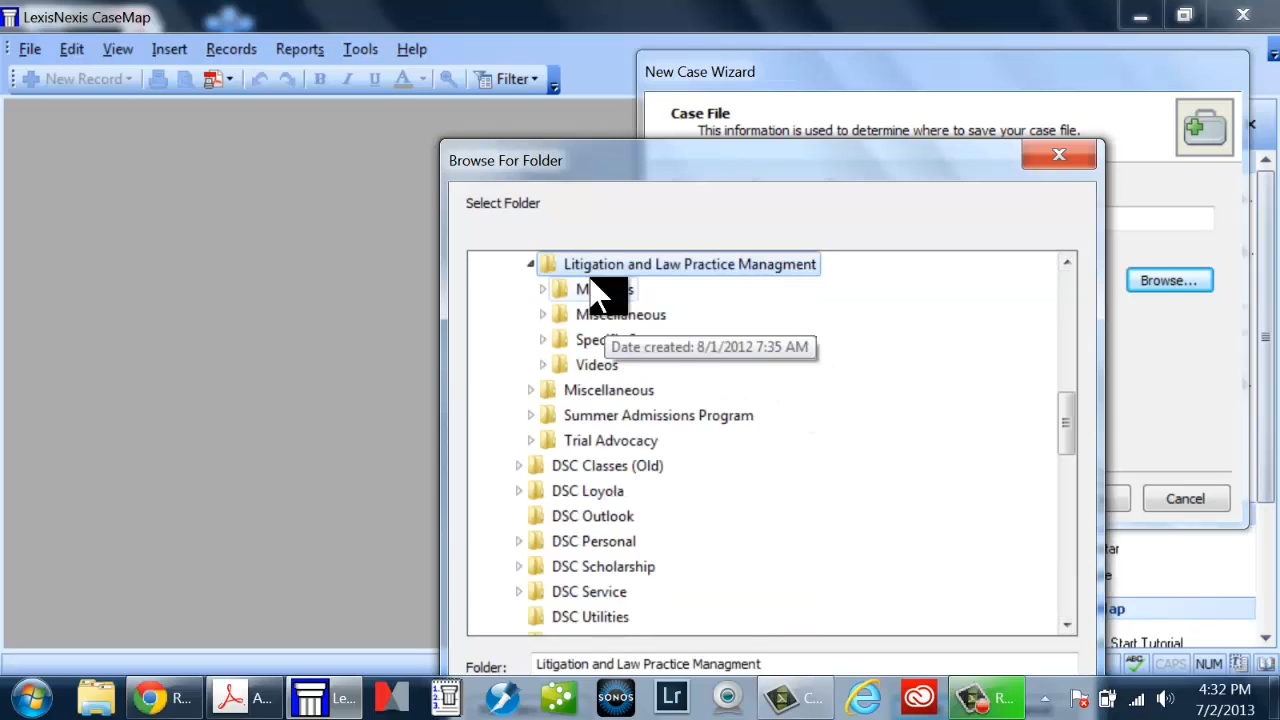 LexisNexis CaseMap
File Edit View Insert Records Reports Tools Help
New Record B I U A Filter
New Case Wizard
Case File
This information is used to determine where to save your case file.
Browse For Folder
Select Folder
Litigation and Law Practice Managment
Miscellaneous
Date created: 8/1/2012 7:35 AM
Videos
Miscellaneous
Summer Admissions Program
Trial Advocacy
DSC Classes (Old)
DSC Loyola
DSC Outlook
DSC Personal
DSC Scholarship
DSC Service
DSC Utilities
Browse...
Cancel
Start Tutorial
Folder: Litigation and Law Practice Managment
ABC CAPS NUM
R... A... Le... SONOS Lr C... R...
4:32 PM
7/2/2013